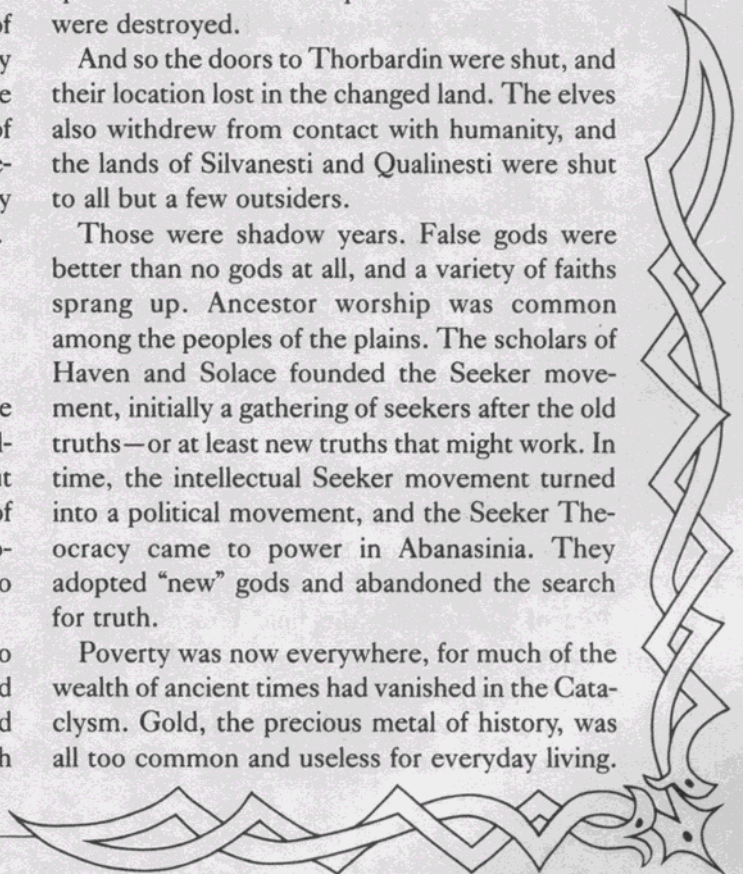 were destroyed.
And so the doors to Thorbardin were shut, and
their location lost in the changed land. The elves
also withdrew from contact with humanity, and
the lands of Silvanesti and Qualinesti were shut
to all but a few outsiders.
Those were shadow years. False gods were
better than no gods at all, and a variety of faiths
sprang up. Ancestor worship was common
among the peoples of the plains. The scholars of
Haven and Solace founded the Seeker move-
ment, initially a gathering of seekers after the old
truths—or at least new truths that might work. In
time, the intellectual Seeker movement turned
into a political movement, and the Seeker The-
ocracy came to power in Abanasinia. They
adopted “new” gods and abandoned the search
for truth.
Poverty was now everywhere, for much of the
wealth of ancient times had vanished in the Cata-
clysm. Gold, the precious metal of history, was
all too common and useless for everyday living.